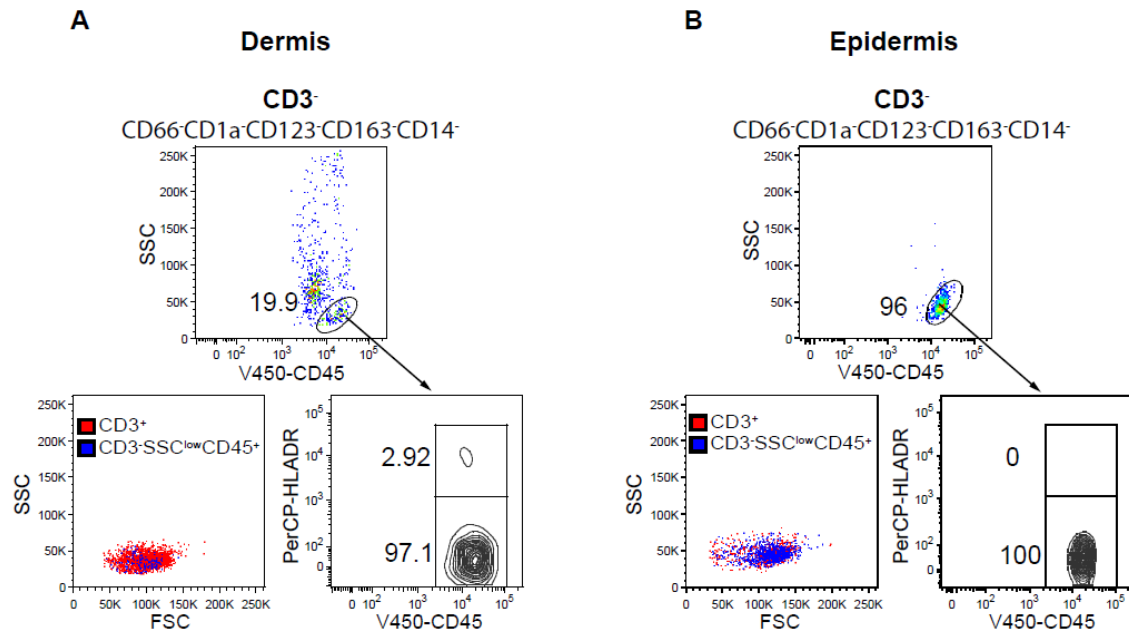 A
Dermis
CD3-
CD66-CD1a-CD123-CD163-CD14-
250K
200K
150K
100K
50K
0
SSC
19.9
0 10² 10³ 10⁴ 10⁵
V450-CD45
250K
200K
150K
100K
50K
0
SSC
CD3⁺
CD3-SSCˡᵒʷCD45⁺
0 50K 100K 150K 200K 250K
FSC
10⁵
10⁴
10³
10²
0
PerCP-HLADR
2.92
97.1
0 10² 10³ 10⁴ 10⁵
V450-CD45
B
Epidermis
CD3-
CD66-CD1a-CD123-CD163-CD14-
250K
200K
150K
100K
50K
0
SSC
96
0 10² 10³ 10⁴ 10⁵
V450-CD45
250K
200K
150K
100K
50K
0
SSC
CD3⁺
CD3-SSCˡᵒʷCD45⁺
0 50K 100K 150K 200K 250K
FSC
10⁵
10⁴
10³
10²
0
PerCP-HLADR
0
100
0 10² 10³ 10⁴ 10⁵
V450-CD45